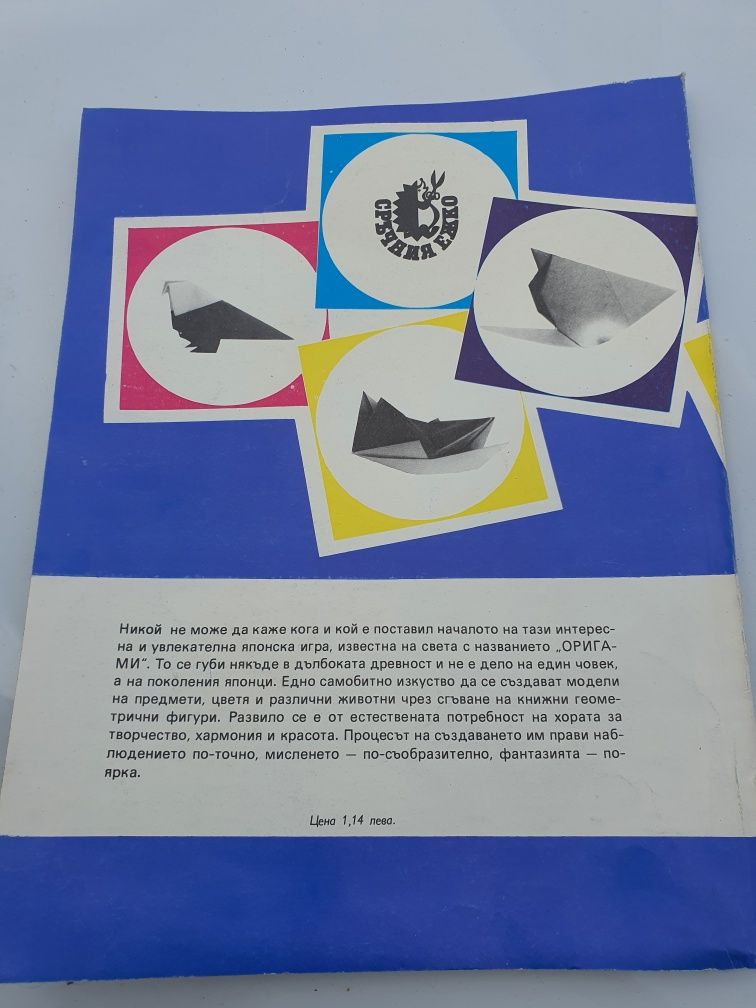 СРЪЧНИЯ ЕЖКО
Никой не може да каже кога и кой е поставил началото на тази интерес-
на и увлекателна японска игра, известна на света с названието „ОРИГА-
МИ“. То се губи някъде в дълбоката древност и не е дело на един човек,
а на поколения японци. Едно самобитно изкуство да се създават модели
на предмети, цветя и различни животни чрез сгъване на книжни геоме-
трични фигури. Развило се е от естествената потребност на хората за
творчество, хармония и красота. Процесът на създаването им прави наб-
людението по-точно, мисленето — по-съобразително, фантазията — по-
ярка.
Цена 1,14 лева.